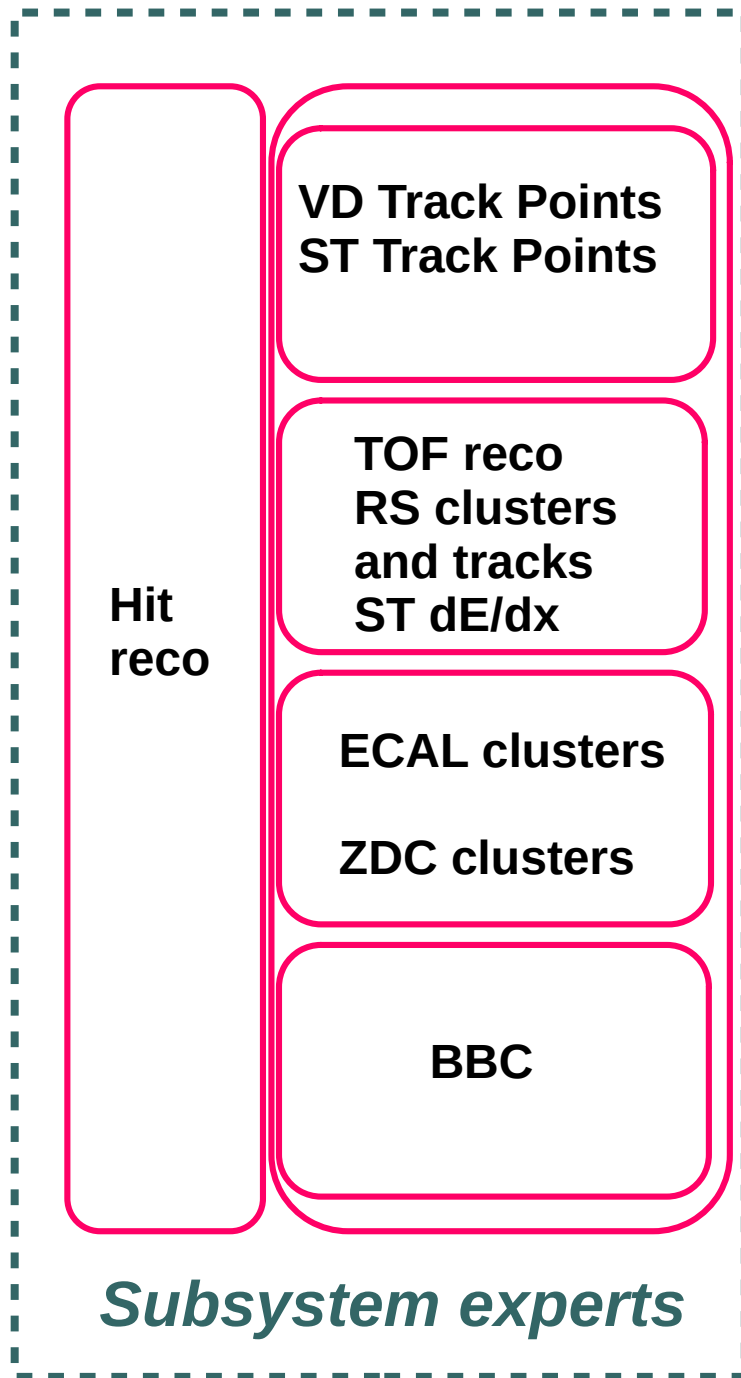 Hit
reco
VD Track Points
ST Track Points
TOF reco
RS clusters
and tracks
ST dE/dx
ECAL clusters
ZDC clusters
BBC
Subsystem experts